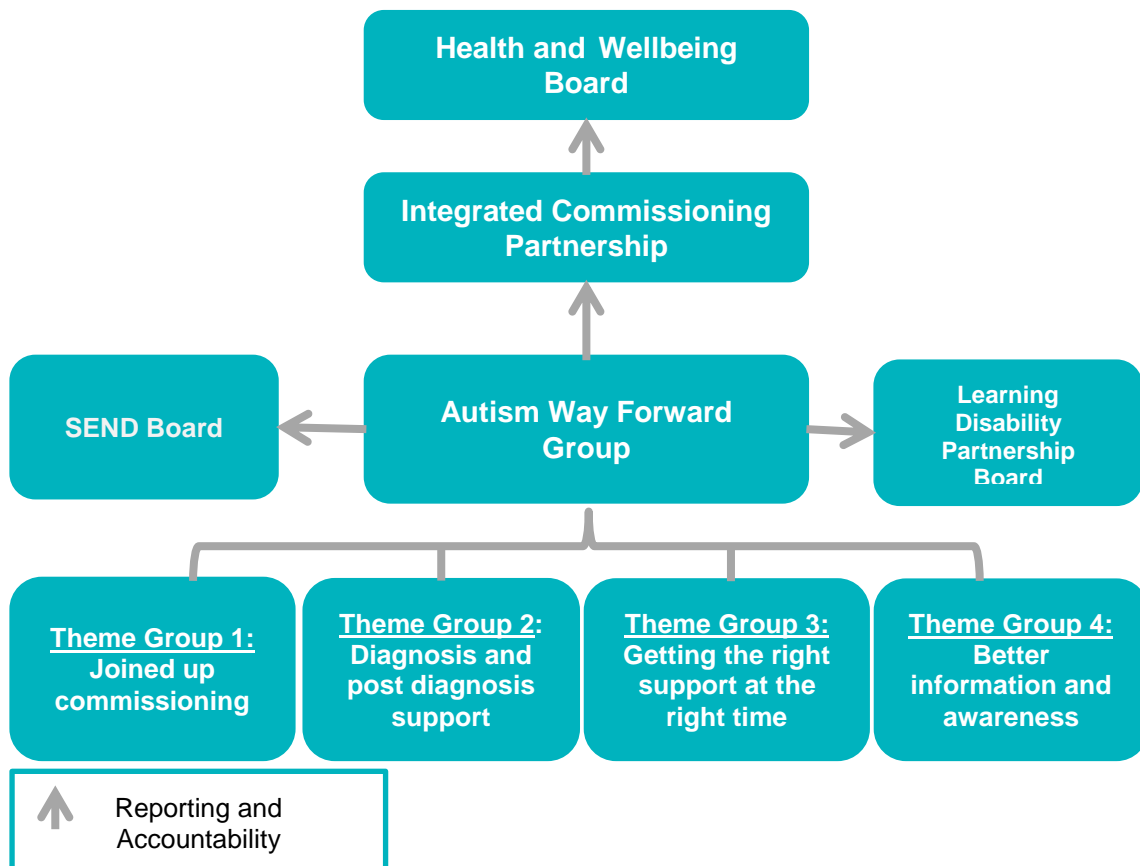 Health and Wellbeing
Board
Integrated Commissioning
Partnership
SEND Board
Autism Way Forward
Group
Learning
Disability
Partnership
Board
Theme Group 1:
Joined up
commissioning
Theme Group 2:
Diagnosis and
post diagnosis
support
Theme Group 3:
Getting the right
support at the
right time
Theme Group 4:
Better
information and
awareness
Reporting and
Accountability